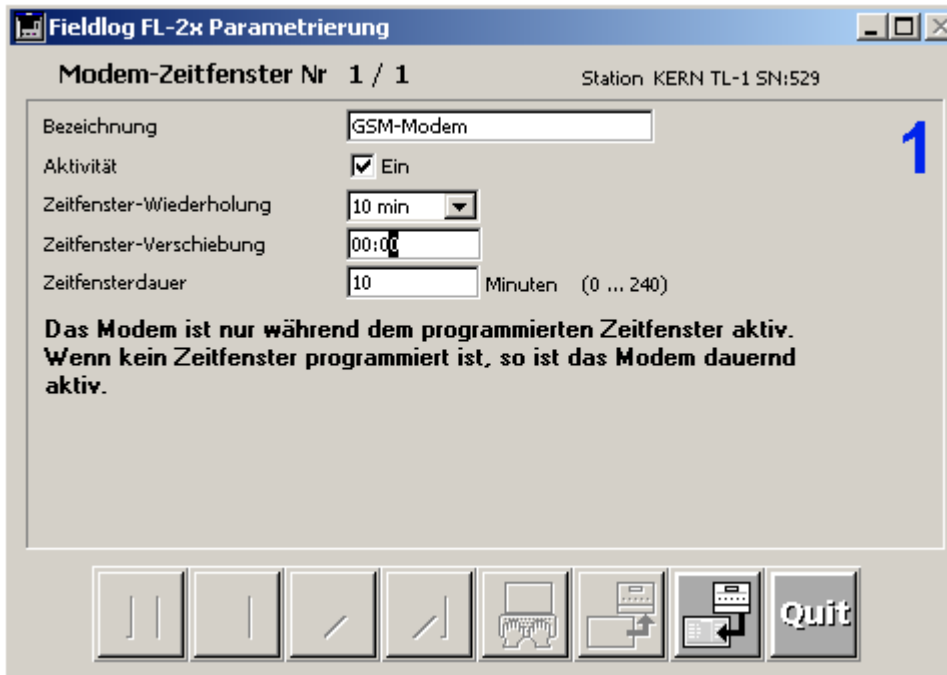 Fieldlog FL-2x Parametrierung
Modem-Zeitfenster Nr 1 / 1 Station KERN TL-1 SN:529
1
Bezeichnung GSM-Modem
Aktivität Ein
Zeitfenster-Wiederholung 10 min
Zeitfenster-Verschiebung 00:00
Zeitfensterdauer 10 Minuten (0 ... 240)
Das Modem ist nur während dem programmierten Zeitfenster aktiv.
Wenn kein Zeitfenster programmiert ist, so ist das Modem dauernd
aktiv.
Quit